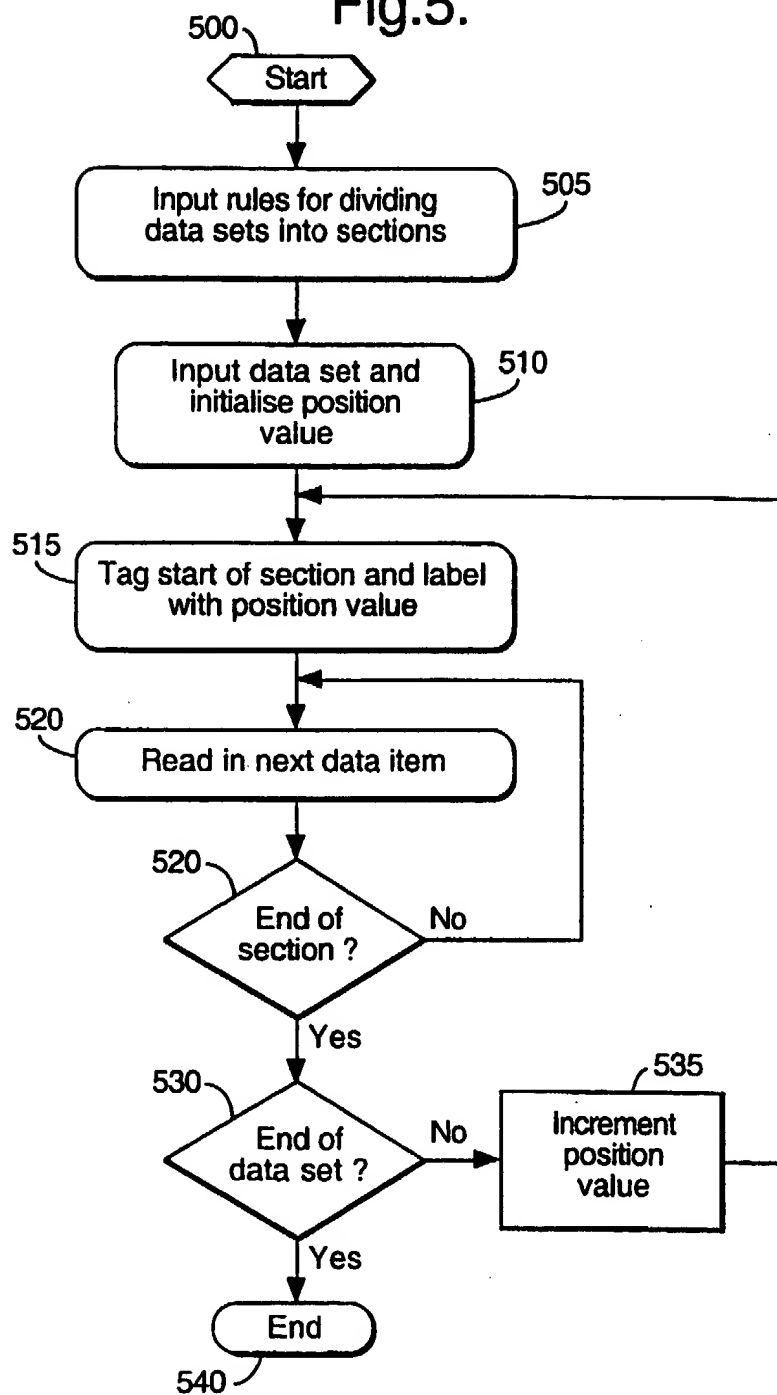 Fig.5.
500
Start
Input rules for dividing
data sets into sections
505
Input data set and
initialise position
value
510
515
Tag start of section and label
with position value
520
Read in next data item
520
End of
section ?
No
Yes
530
End of
data set ?
No
535
Increment
position
value
Yes
End
540